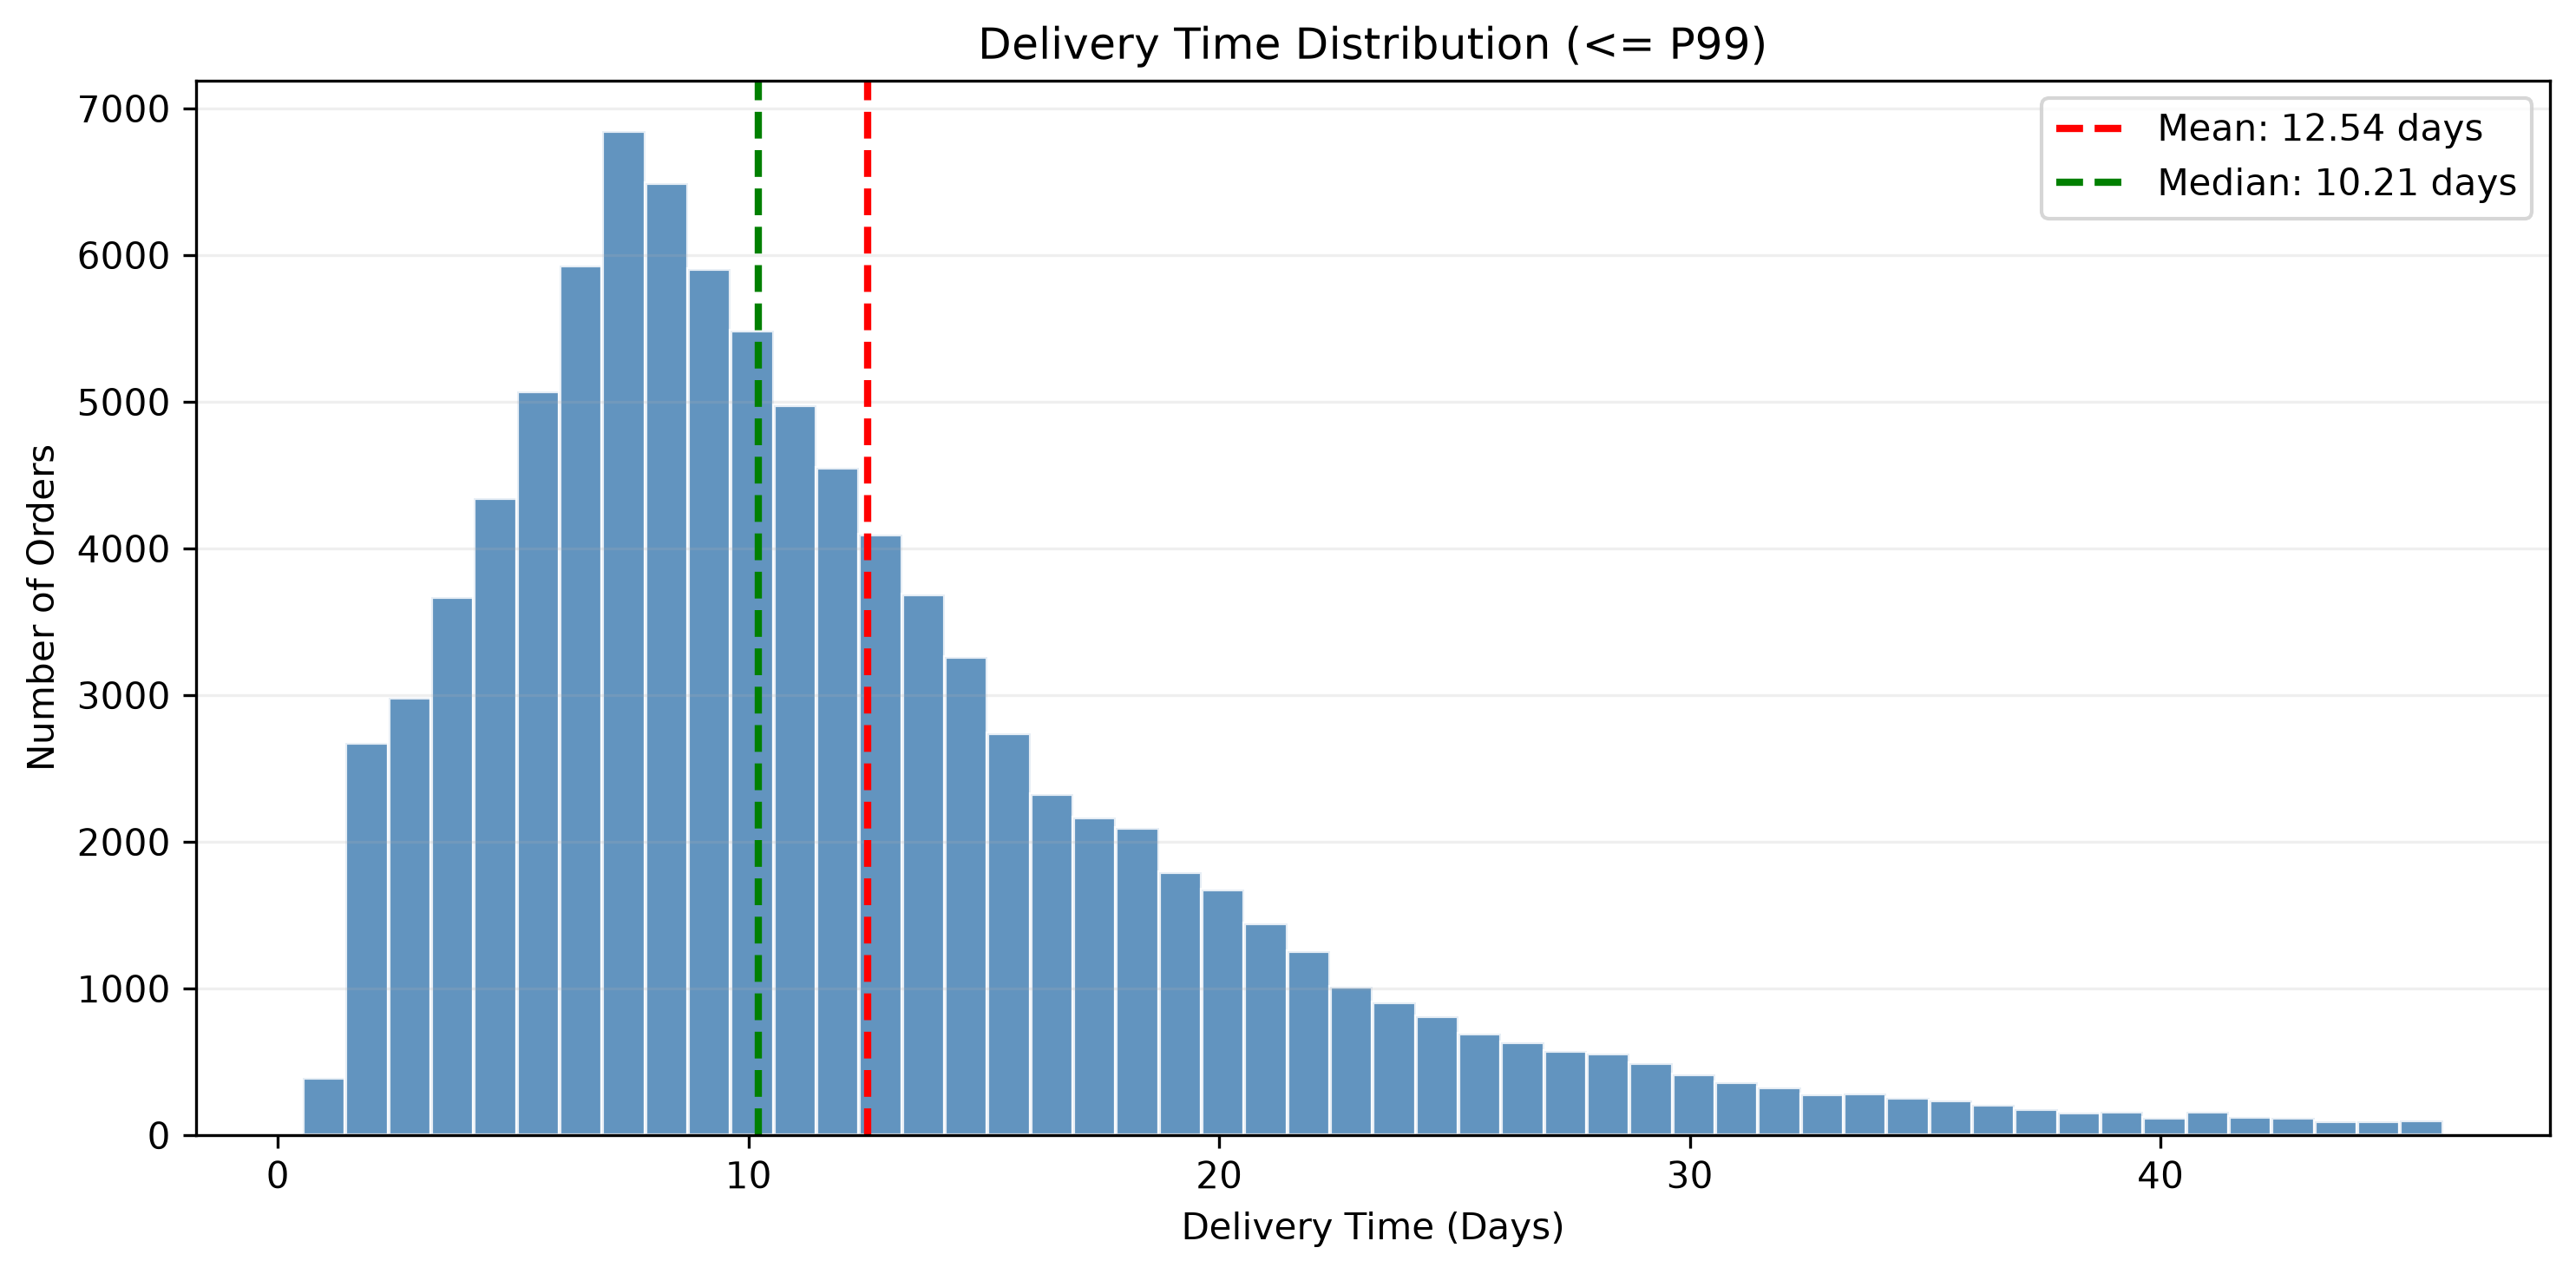 Delivery Time Distribution (<= P99)
Mean: 12.54 days
Median: 10.21 days
Number of Orders
7000
6000
5000
4000
3000
2000
1000
0
0 10 20 30 40
Delivery Time (Days)